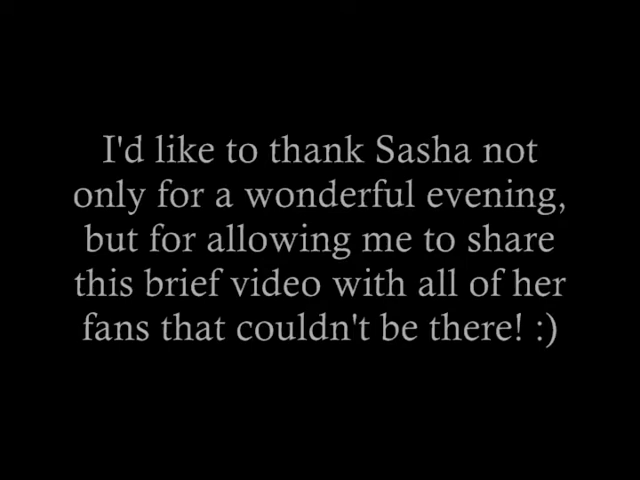 I'd like to thank Sasha not
only for a wonderful evening,
but for allowing me to share
this brief video with all of her
fans that couldn't be there! :)